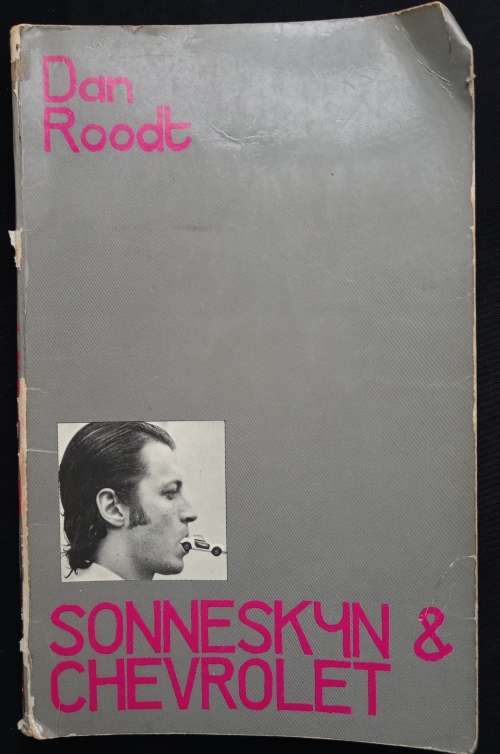 Dan
Roodt
SONNESKYN &
CHEVROLET